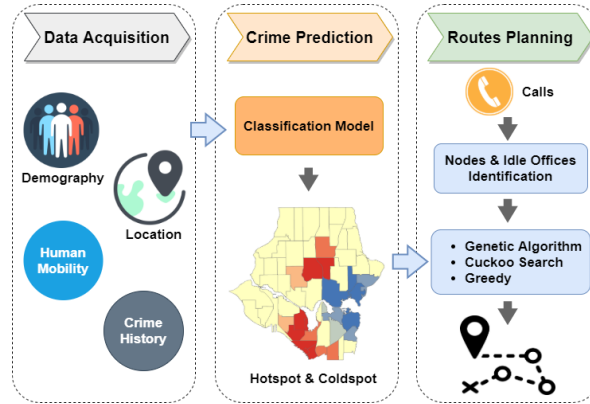 Data Acquisition
Demography
Location
Human
Mobility
Crime
History
Crime Prediction
Classification Model
Hotspot & Coldspot
Routes Planning
Calls
Nodes & Idle Offices
Identification
• Genetic Algorithm
• Cuckoo Search
• Greedy